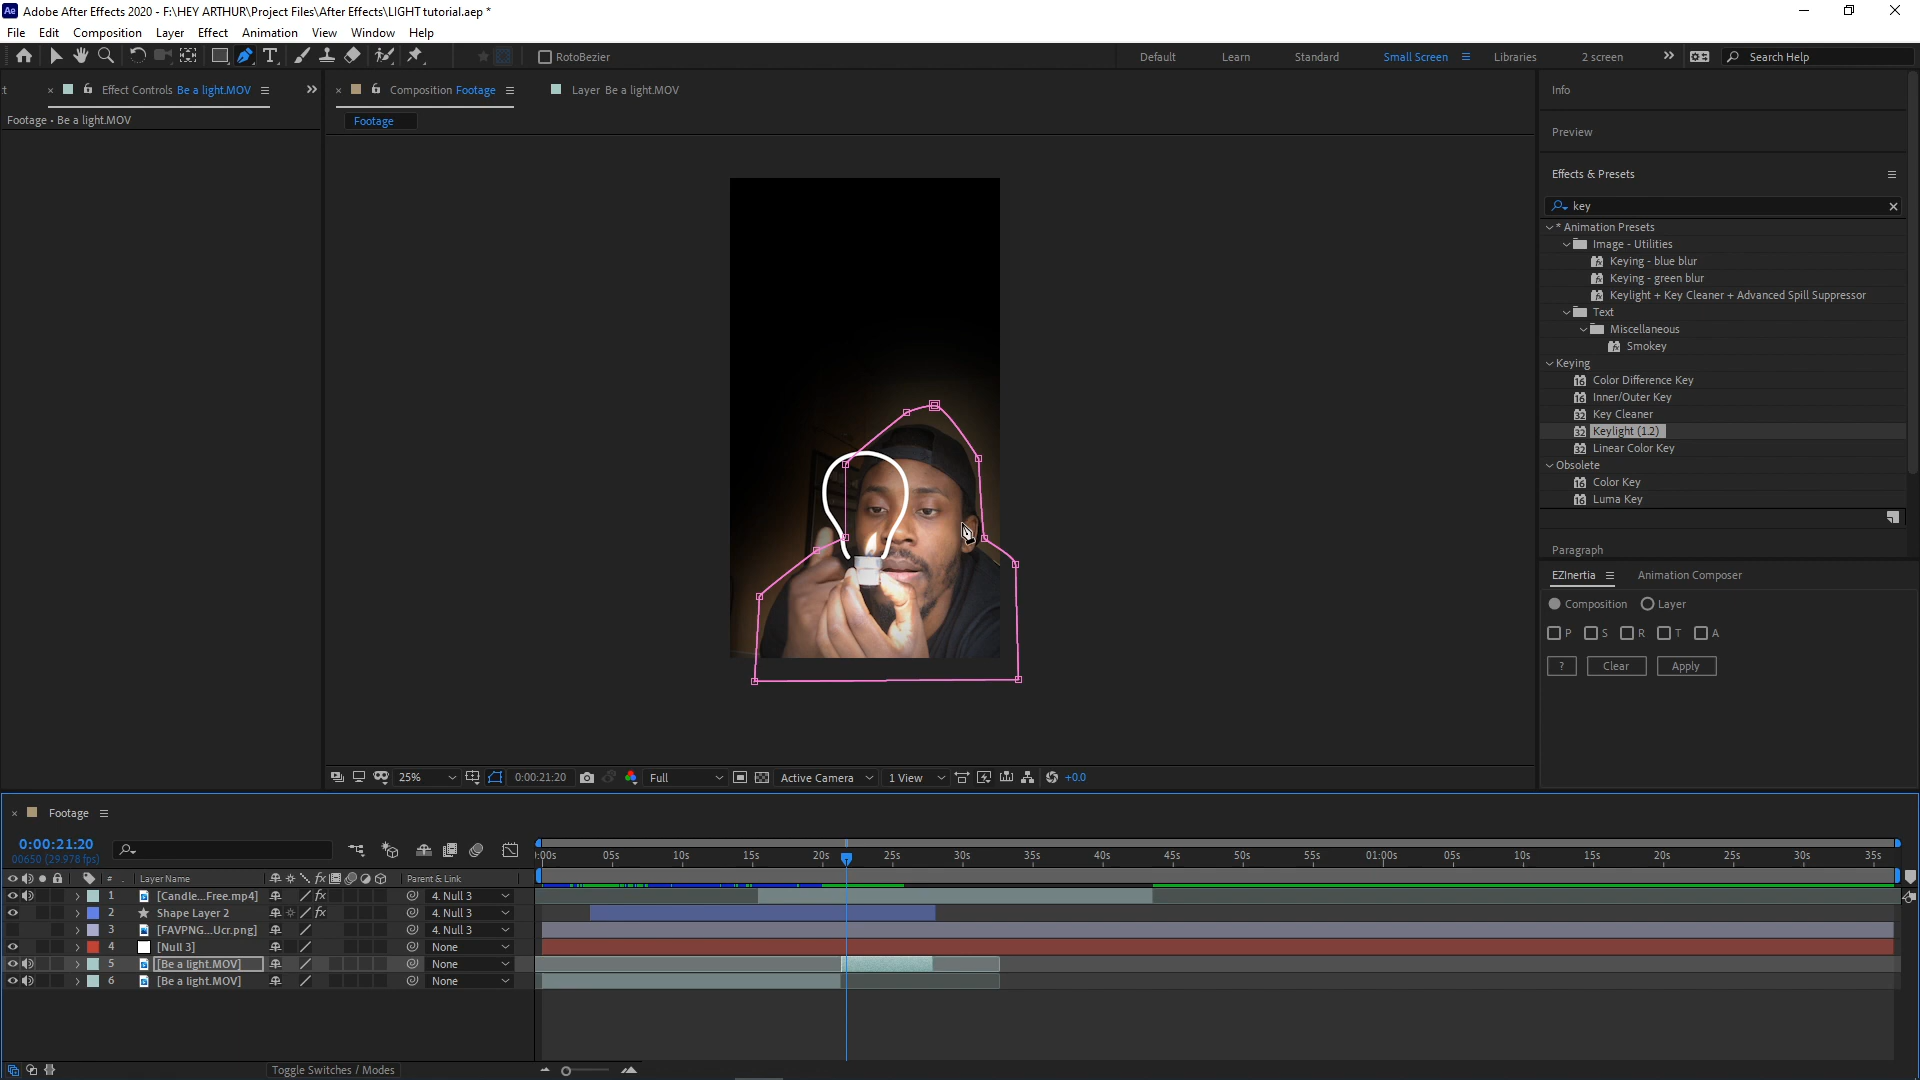 Ae Adobe After Effects 2020 - F:\HEY ARTHUR\Project Files\After Effects\LIGHT tutorial.aep *
File Edit Composition Layer Effect Animation View Window Help
RotoBezier
Default Learn Standard Small Screen Libraries 2 screen Search Help
Effect Controls Be a light.MOV
Composition Footage
Layer Be a light.MOV
Info
Footage • Be a light.MOV
Footage
Preview
Effects & Presets
key
* Animation Presets
Image - Utilities
Keying - blue blur
Keying - green blur
Keylight + Key Cleaner + Advanced Spill Suppressor
Text
Miscellaneous
Smokey
Keying
Color Difference Key
Inner/Outer Key
Key Cleaner
Keylight (1.2)
Linear Color Key
Obsolete
Color Key
Luma Key
Paragraph
EZInertia Animation Composer
Composition Layer
P S R T A
? Clear Apply
25% 0:00:21:20 Full Active Camera 1 View +0.0
Footage
0:00:21:20
00650 (29.978 fps)
:00s 05s 10s 15s 20s 25s 30s 35s 40s 45s 50s 55s 01:00s 05s 10s 15s 20s 25s 30s 35s
# Layer Name fx Parent & Link
1 [Candle...Free.mp4] fx 4. Null 3
2 Shape Layer 2 fx 4. Null 3
3 [FAVPNG...Ucr.png] 4. Null 3
4 [Null 3] None
5 [Be a light.MOV] None
6 [Be a light.MOV] None
Toggle Switches / Modes